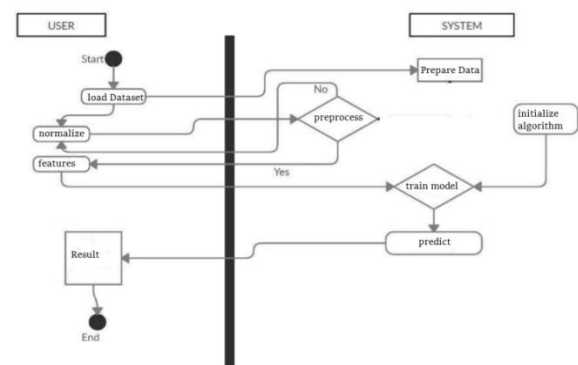 USER
SYSTEM
Start
Prepare Data
load Dataset
No
initialize
algorithm
normalize
preprocess
features
Yes
train model
predict
Result
End